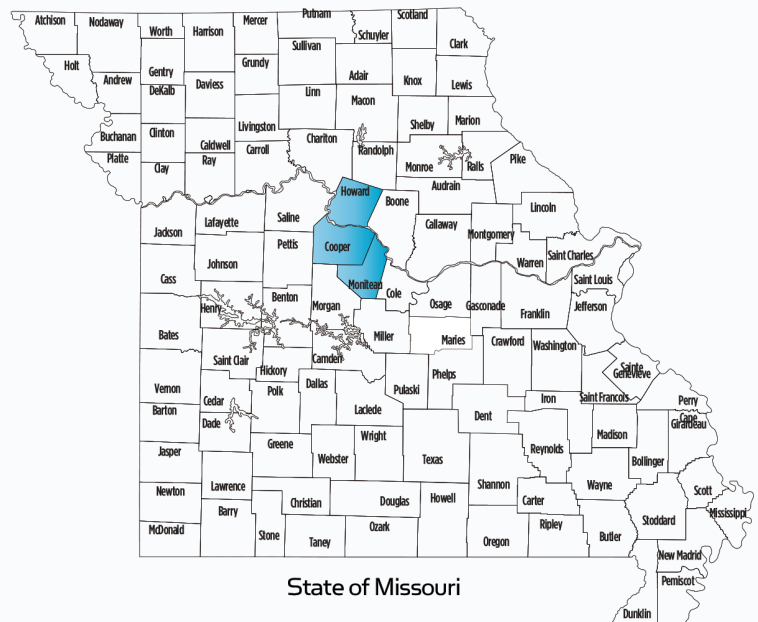 Atchison
Nodaway
Worth
Harrison
Mercer
Putnam
Schuyler
Scotland
Clark
Holt
Andrew
Gentry
DeKalb
Daviess
Grundy
Sullivan
Adair
Knox
Lewis
Linn
Macon
Shelby
Marion
Buchanan
Clinton
Caldwell
Livingston
Chariton
Randolph
Monroe
Ralls
Pike
Platte
Clay
Ray
Carroll
Audrain
Howard
Boone
Callaway
Montgomery
Lincoln
Jackson
Lafayette
Saline
Pettis
Cooper
Warren
Saint Charles
Saint Louis
Cass
Johnson
Benton
Morgan
Moniteau
Cole
Osage
Gasconade
Franklin
Jefferson
Henry
Bates
Miller
Maries
Crawford
Washington
Saint Clair
Hickory
Camden
Sainte
Genevieve
Vernon
Cedar
Polk
Dallas
Pulaski
Phelps
Iron
Saint Francois
Perry
Barton
Dade
Laclede
Dent
Cape
Girardeau
Jasper
Greene
Webster
Wright
Texas
Reynolds
Madison
Bollinger
Newton
Lawrence
Christian
Douglas
Howell
Shannon
Carter
Wayne
Scott
Mississippi
Stoddard
McDonald
Barry
Stone
Taney
Ozark
Oregon
Ripley
Butler
New Madrid
Pemiscot
Dunklin
State of Missouri